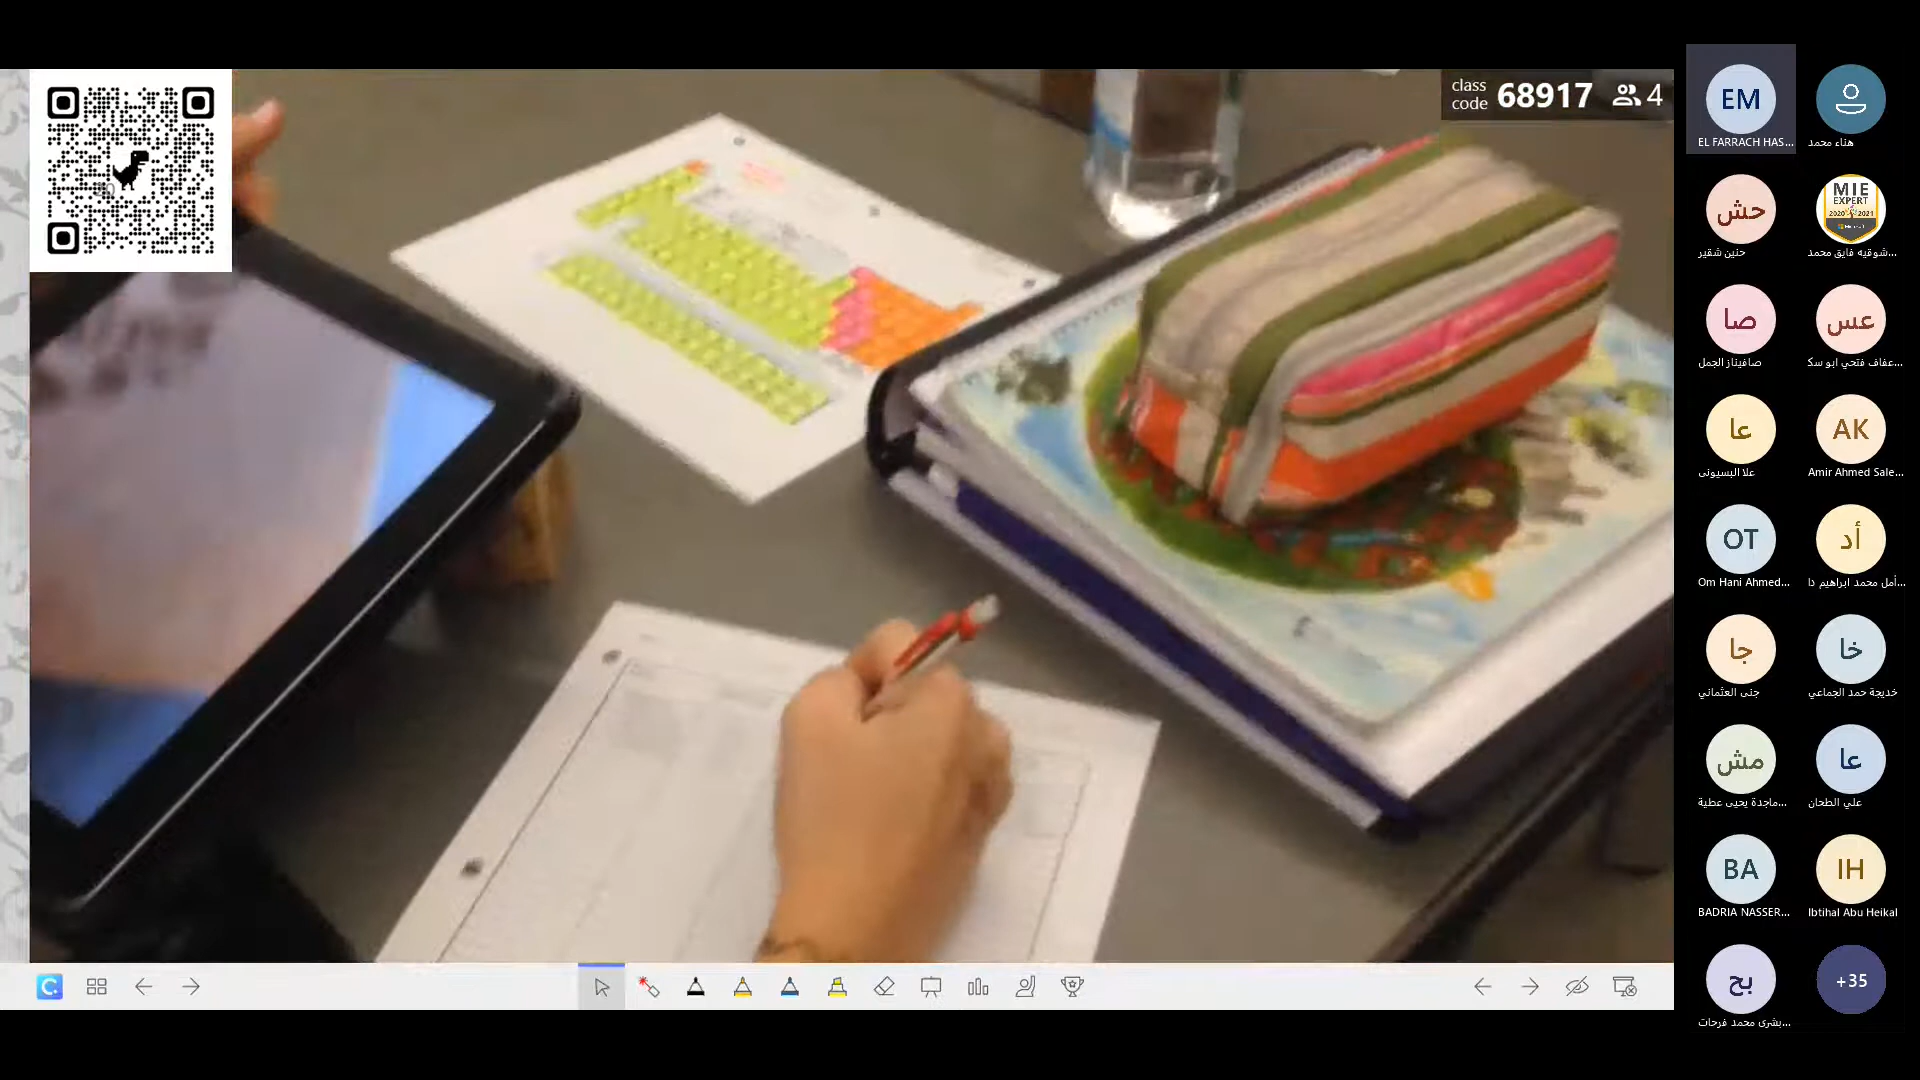 class
code 68917 4
EM
EL FARRACH HAS...
هناء محمد
حش
حنين شقير
MIE
EXPERT
2020 2021
شوقيه فايق محمد...
صا
صافيناز الجمل
عس
عفاف فتحي ابو سك...
عا
علا البسيونى
AK
Amir Ahmed Sale...
OT
Om Hani Ahmed...
أد
أمل محمد ابراهيم دا...
جا
جنى العثماني
خا
خديجة حمد الجماعي
مش
ماجدة يحيى عطية...
عا
علي الطحان
BA
BADRIA NASSER...
IH
Ibtihal Abu Heikal
بح
بشرى محمد فرحات...
+35